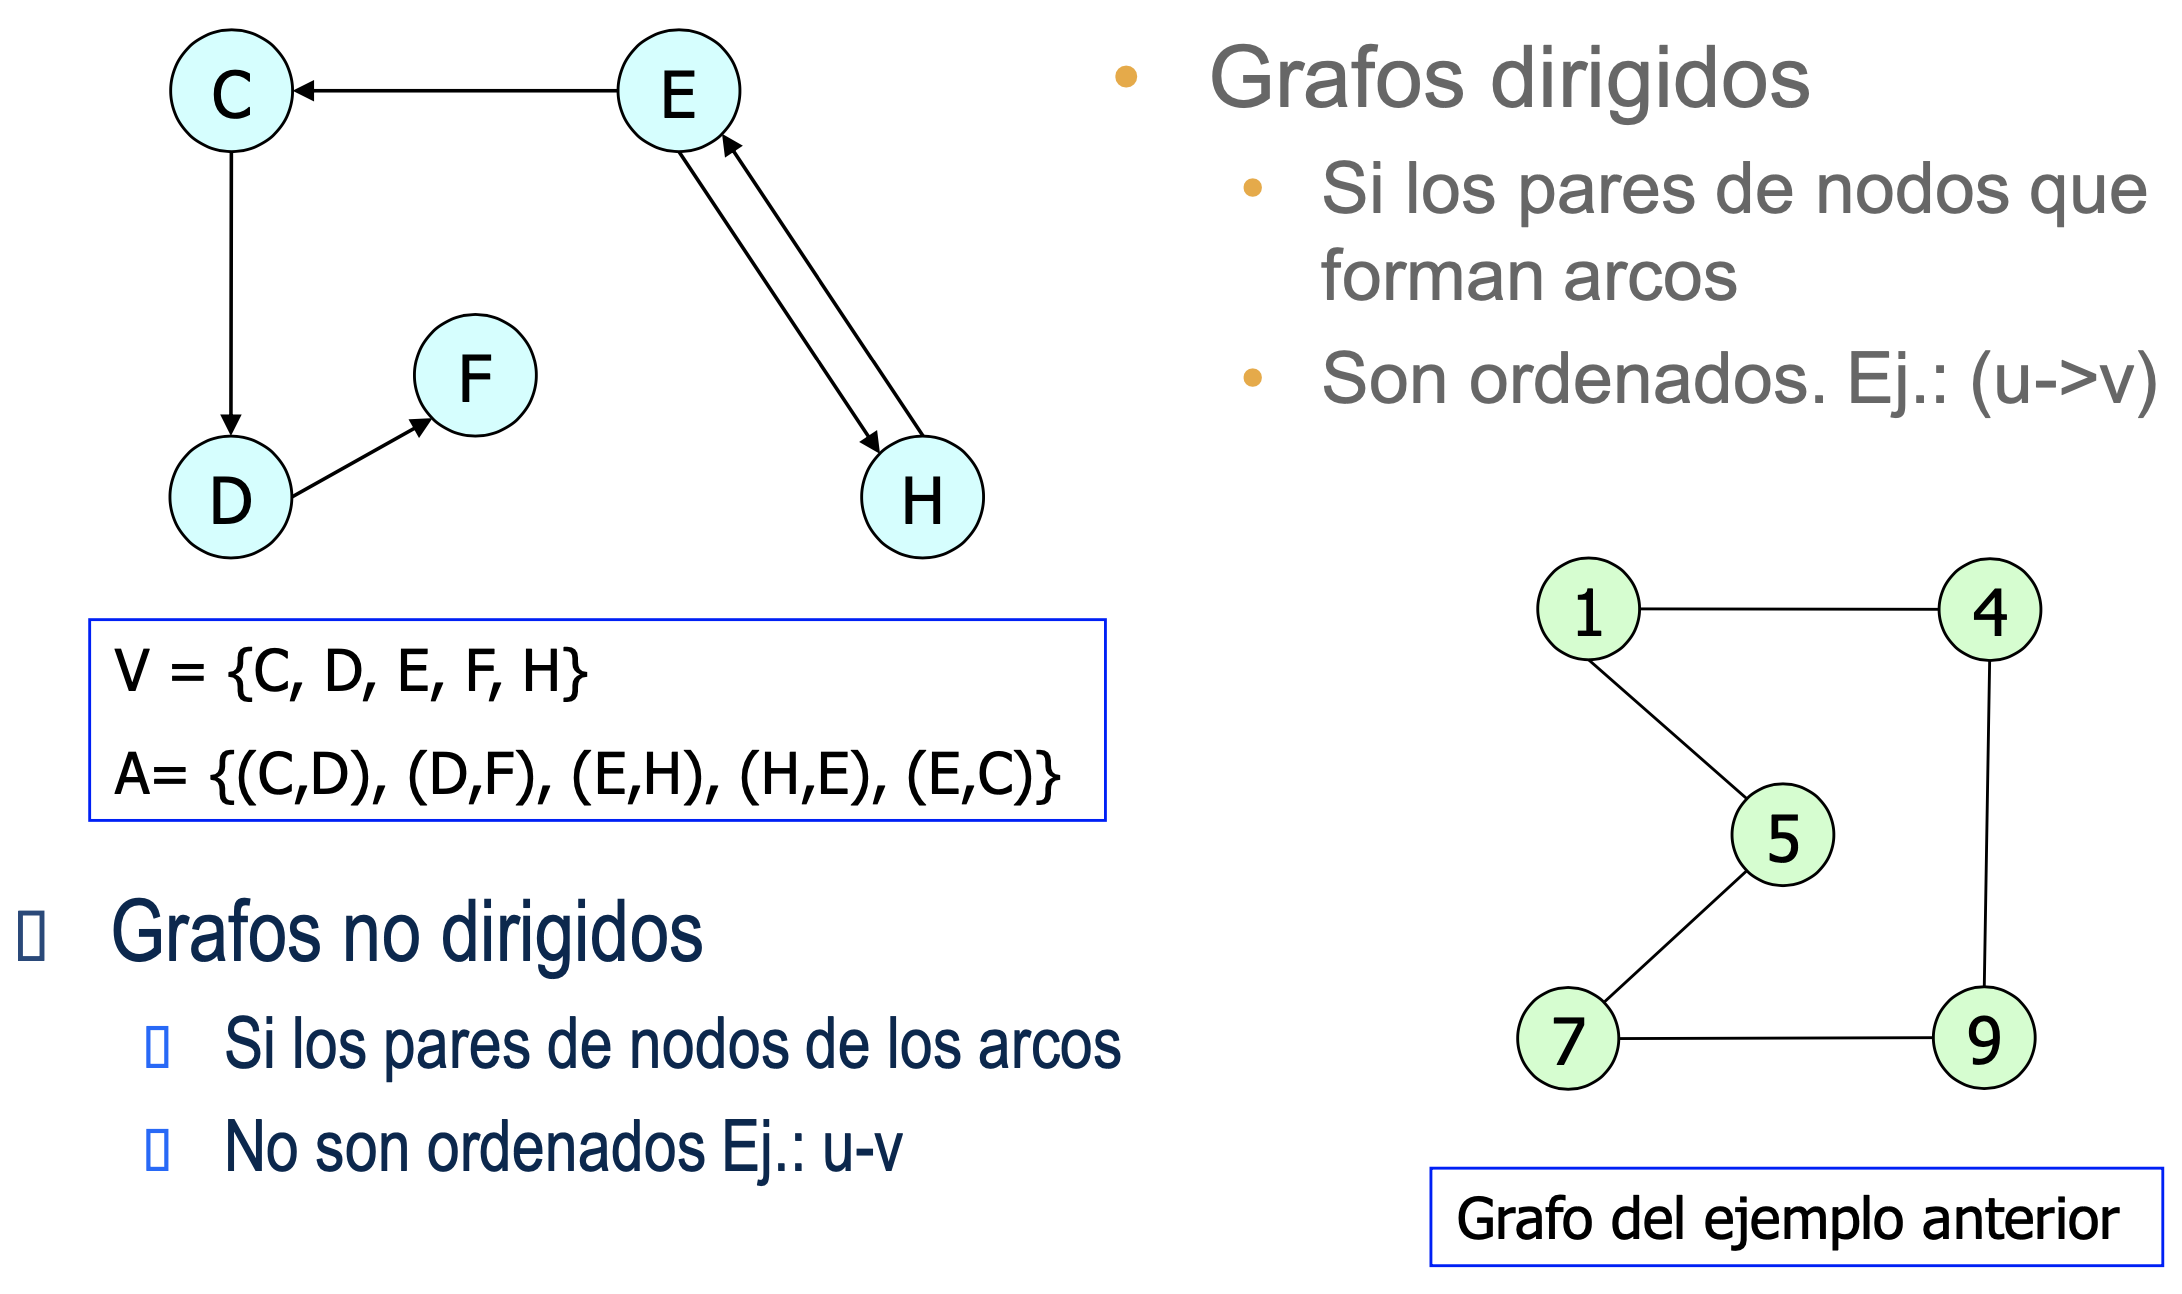 C
E
F
D
H
• Grafos dirigidos
• Si los pares de nodos que
forman arcos
• Son ordenados. Ej.: (u->v)
V = {C, D, E, F, H}
A= {(C,D), (D,F), (E,H), (H,E), (E,C)}
Grafos no dirigidos
Si los pares de nodos de los arcos
No son ordenados Ej.: u-v
1
4
5
7
9
Grafo del ejemplo anterior